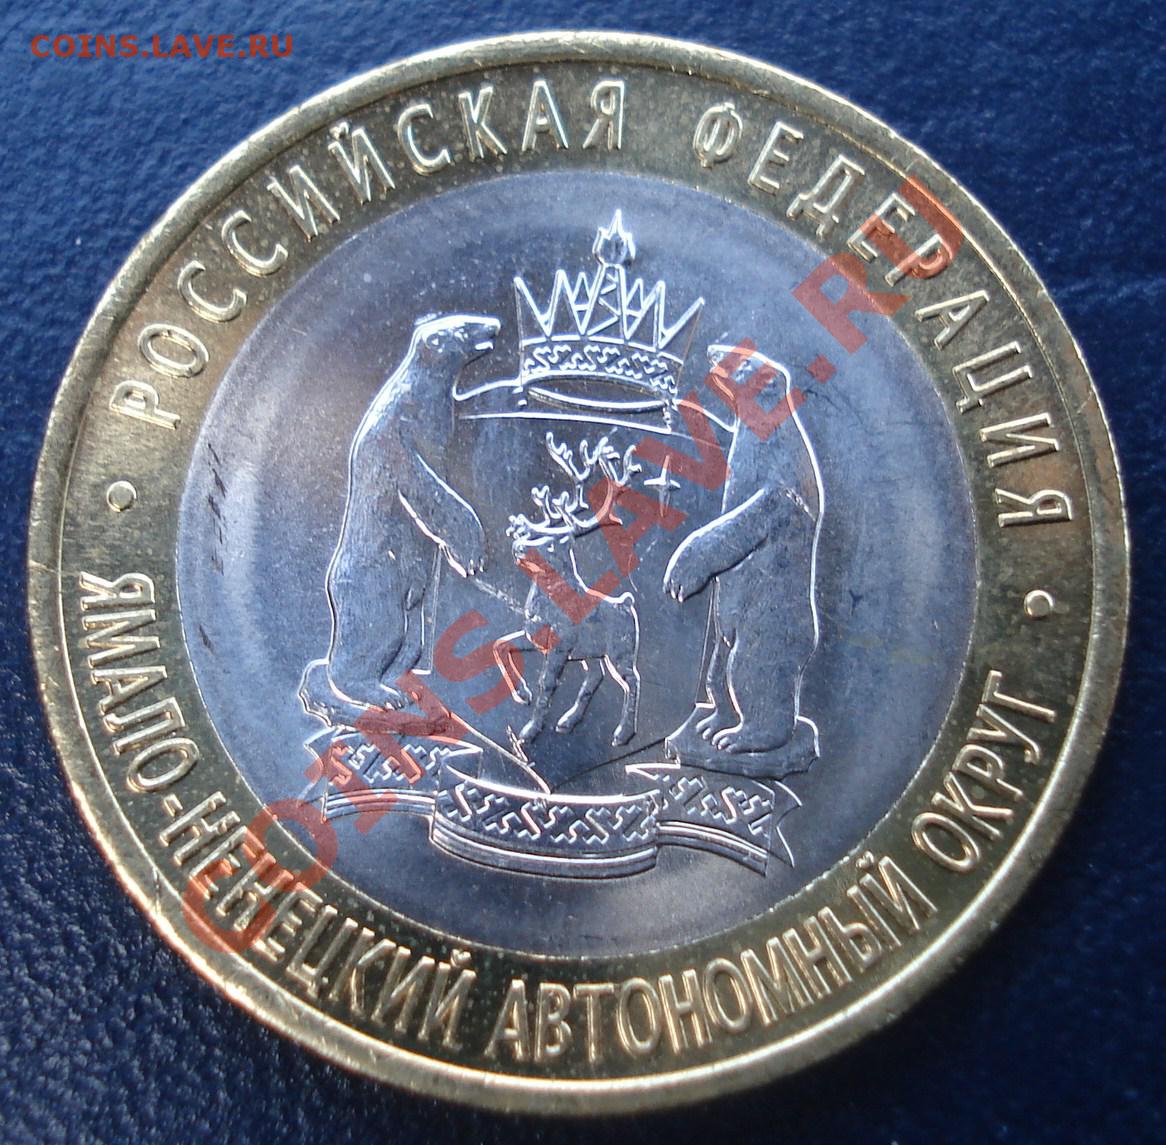 COINS.LAVE.RU
РОССИЙСКАЯ ФЕДЕРАЦИЯ
ЯМАЛО-НЕНЕЦКИЙ АВТОНОМНЫЙ ОКРУГ
COINS.LAVE.RU